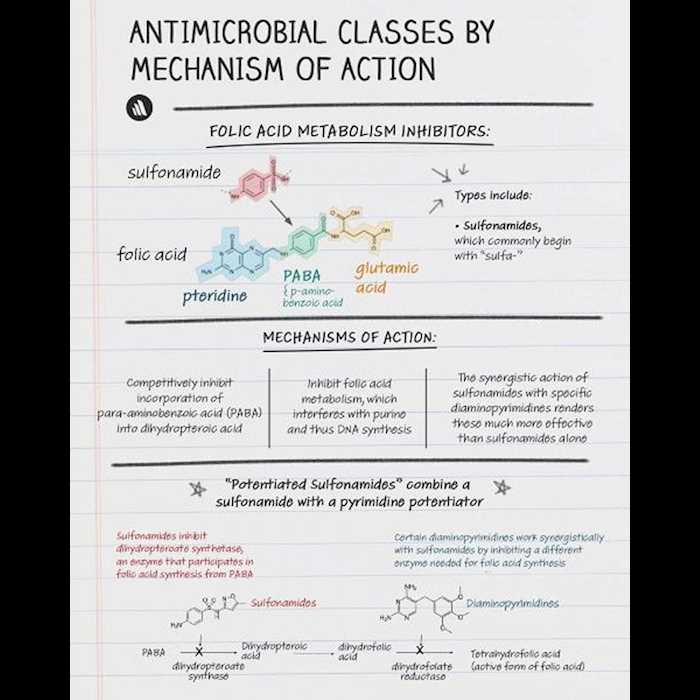 ANTIMICROBIAL CLASSES BY
MECHANISM OF ACTION
FOLIC ACID METABOLISM INHIBITORS:
sulfonamide
Types include:
• Sulfonamides,
which commonly begin
with "sulfa-"
folic acid
pteridine
PABA
{ p-amino-
benzoic acid
glutamic
acid
MECHANISMS OF ACTION:
Competitively inhibit
incorporation of
para-aminobenzoic acid (PABA)
into dihydropteroic acid
Inhibit folic acid
metabolism, which
interferes with purine
and thus DNA synthesis
The synergistic action of
sulfonamides with specific
diaminopyrimidines renders
these much more effective
than sulfonamides alone
"Potentiated Sulfonamides" combine a
sulfonamide with a pyrimidine potentiator
Sulfonamides inhibit
dihydropteroate synthetase,
an enzyme that participates in
folic acid synthesis from PABA
Certain diaminopyrimidines work synergistically
with sulfonamides by inhibiting a different
enzyme needed for folic acid synthesis
Sulfonamides
Diaminopyrimidines
PABA
X
dihydropteroate
synthase
Dihydropteroic
acid
dihydrofolic
acid
X
dihydrofolate
reductase
Tetrahydrofolic acid
(active form of folic acid)